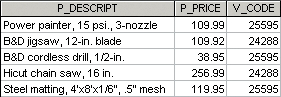 P_DESCRIPT P_PRICE V_CODE
Power painter, 15 psi., 3-nozzle 109.99 25595
B&D jigsaw, 12-in. blade 109.92 24288
B&D cordless drill, 1/2-in. 38.95 25595
Hicut chain saw, 16 in. 256.99 24288
Steel matting, 4'x8'x1/6", .5" mesh 119.95 25595